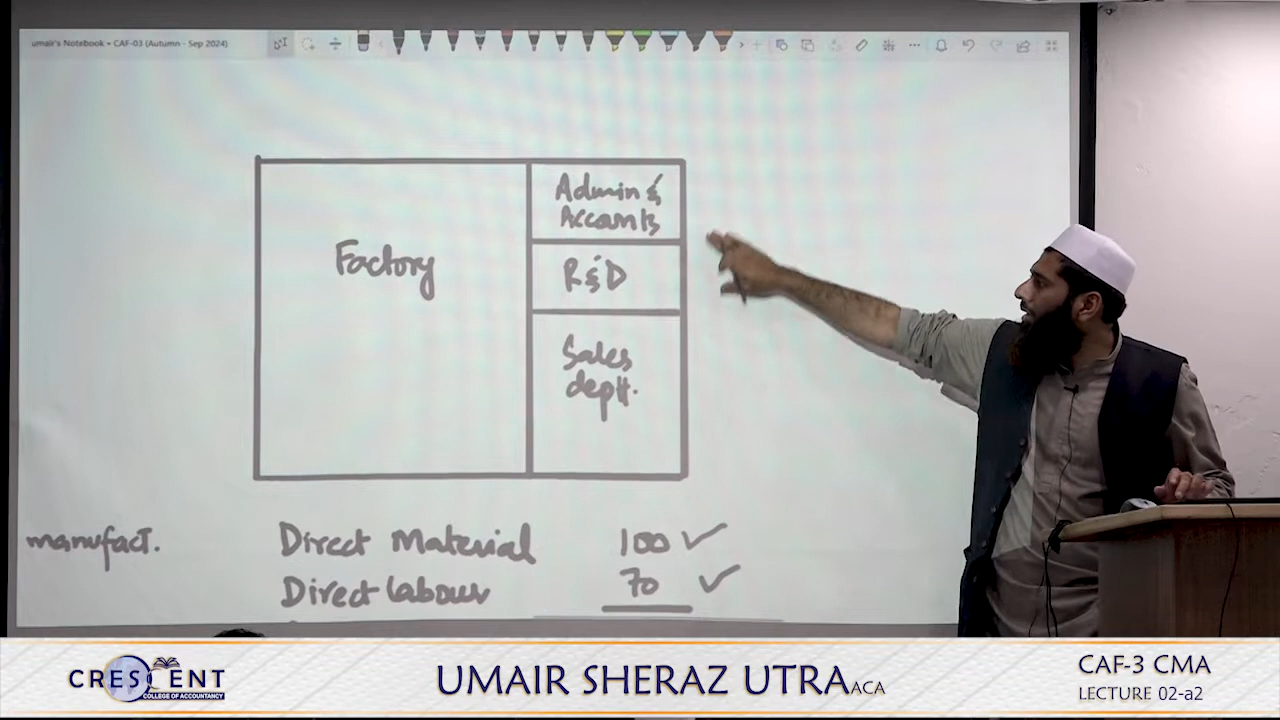 umair's Notebook • CAF-03 (Autumn - Sep 2024)
Admin &
Accounts
Factory
R&D
Sales
deptt.
manufact. Direct Material 100 ✓
Direct labour 70 ✓
CRESCENT
COLLEGE OF ACCOUNTANCY
UMAIR SHERAZ UTRA ACA
CAF-3 CMA
LECTURE 02-a2